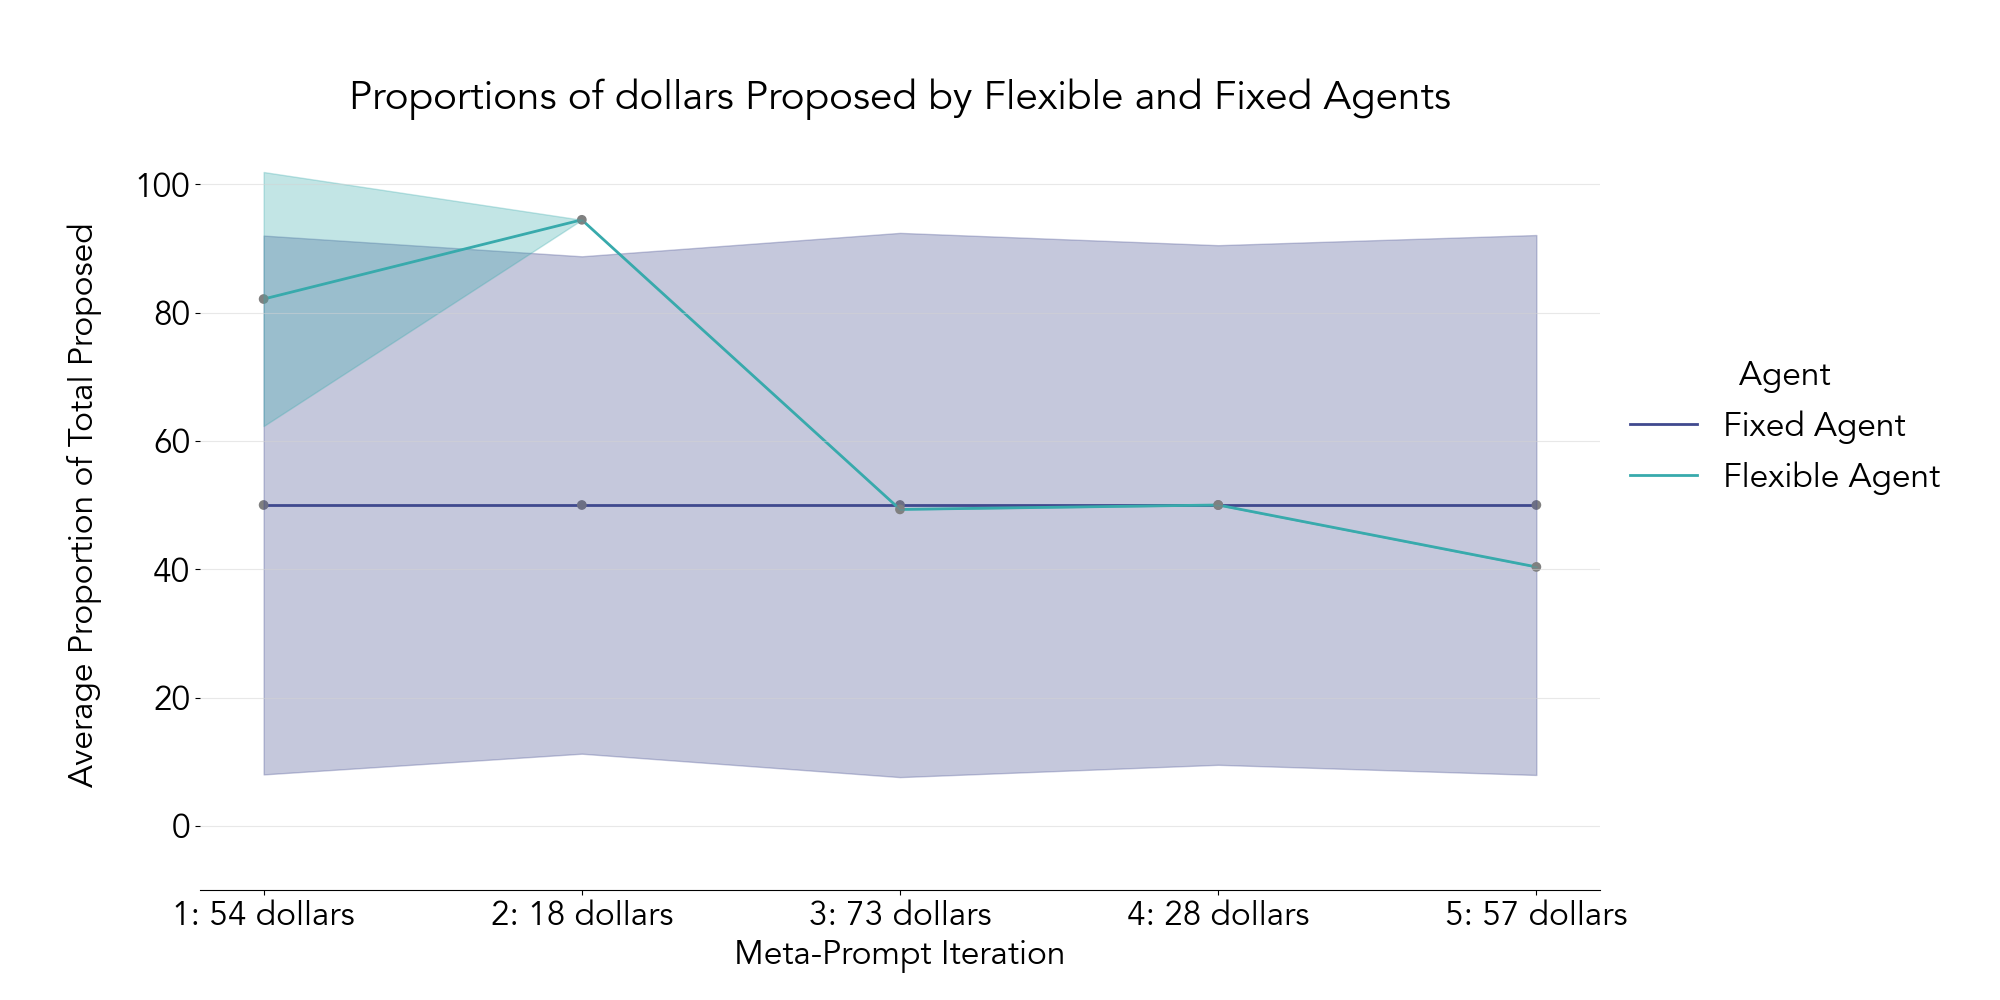 Proportions of dollars Proposed by Flexible and Fixed Agents
Average Proportion of Total Proposed
100
80
60
40
20
0
1: 54 dollars
2: 18 dollars
3: 73 dollars
4: 28 dollars
5: 57 dollars
Meta-Prompt Iteration
Agent
Fixed Agent
Flexible Agent